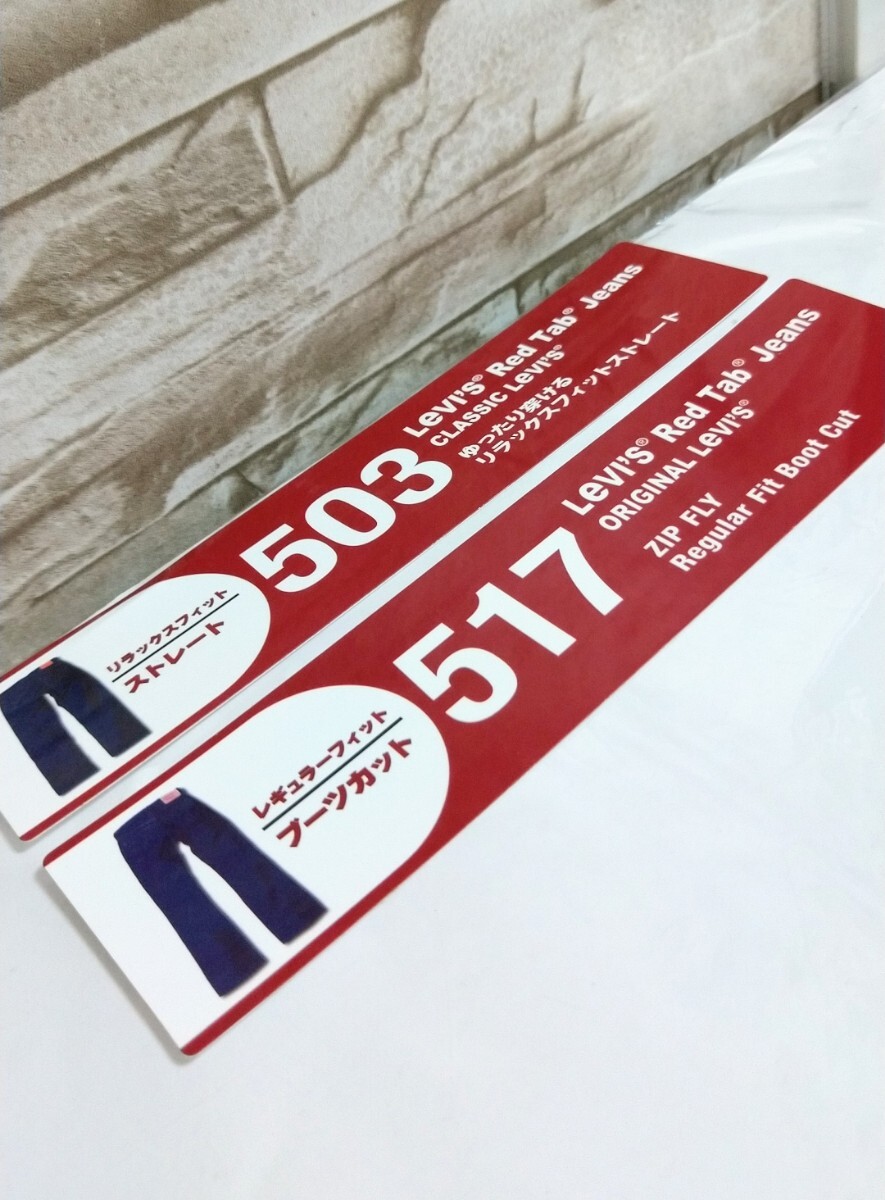 リラックスフィット
ストレート
503
Levi's® Red Tab® Jeans
CLASSIC Levi's®
ゆったり穿ける
リラックスフィットストレート
レギュラーフィット
ブーツカット
517
Levi's® Red Tab® Jeans
ORIGINAL Levi's®
ZIP FLY
Regular Fit Boot Cut